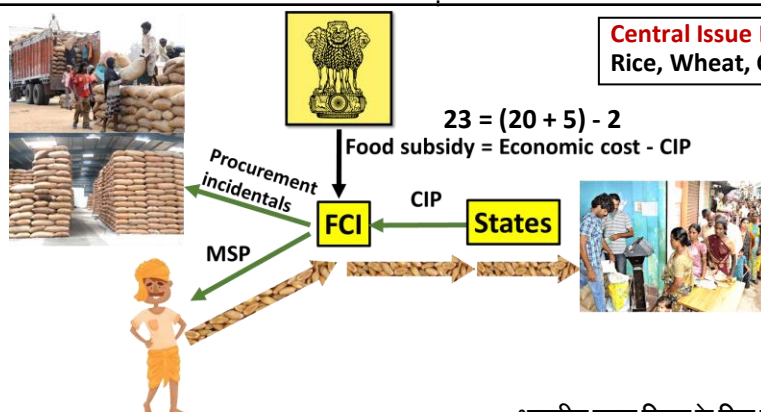 Central Issue
Rice, Wheat,
23 = (20 + 5) - 2
Food subsidy = Economic cost - CIP
Procurement
incidentals
CIP
FCI
States
MSP